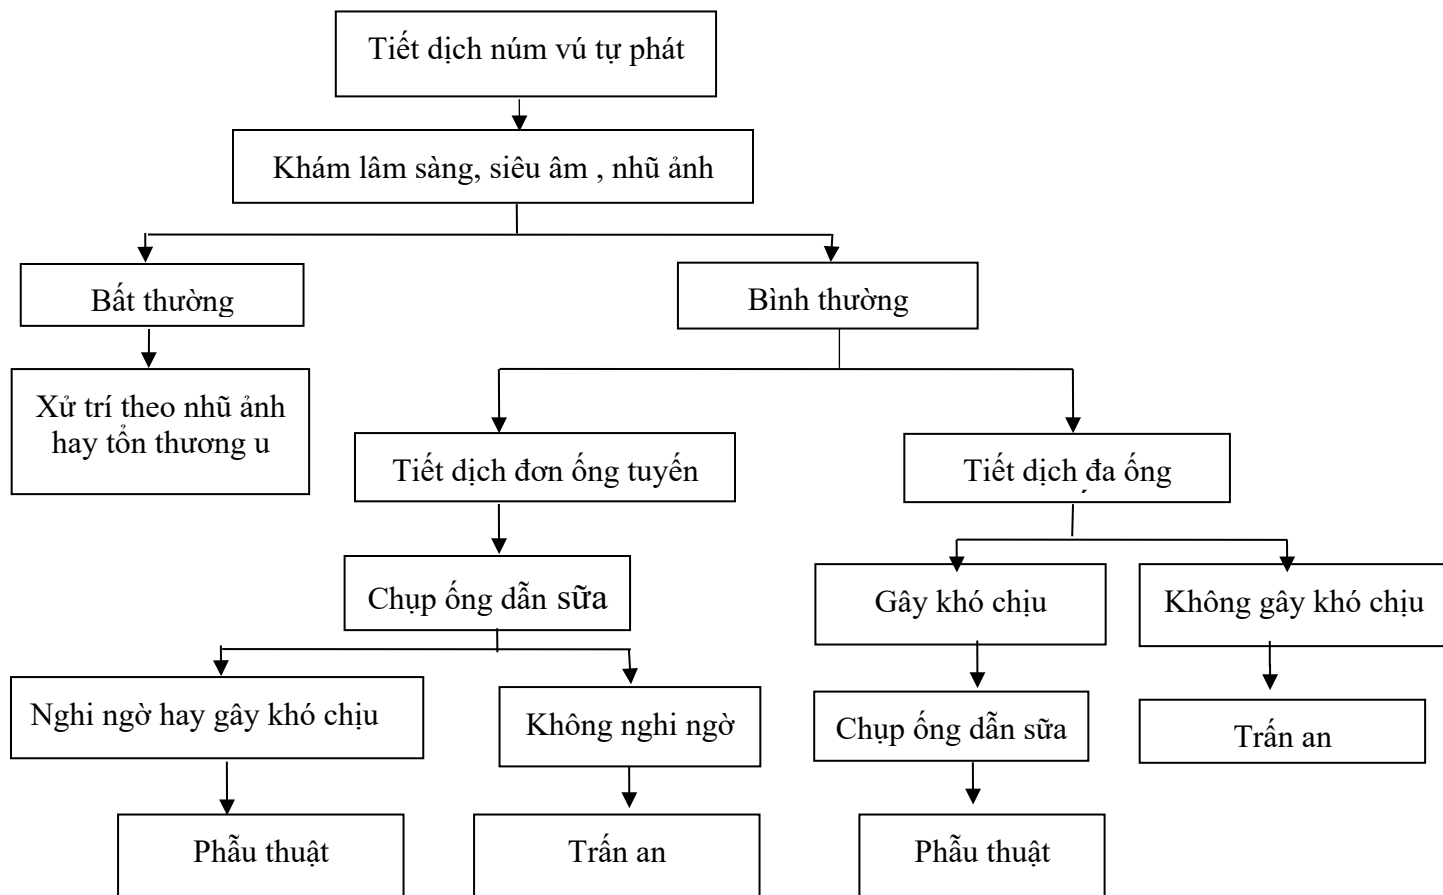 Tiết dịch núm vú tự phát
Khám lâm sàng, siêu âm , nhũ ảnh
Bất thường
Bình thường
Xử trí theo nhũ ảnh
hay tổn thương u
Tiết dịch đơn ống tuyến
Tiết dịch đa ống
Chụp ống dẫn sữa
Gây khó chịu
Không gây khó chịu
Nghi ngờ hay gây khó chịu
Không nghi ngờ
Chụp ống dẫn sữa
Trấn an
Phẫu thuật
Trấn an
Phẫu thuật